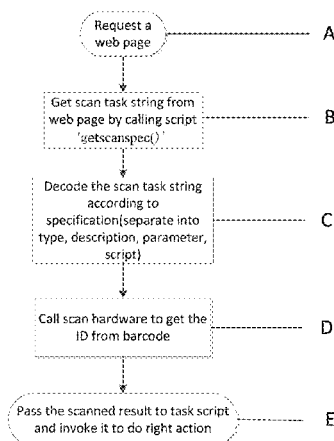 Request a
web page
A
Get scan task string from
web page by calling script
'getscanspec()'
B
Decode the scan task string
according to
specification(separate into
type, description, parameter,
script)
C
Call scan hardware to get the
ID from barcode
D
Pass the scanned result to task script
and invoke it to do right action
E